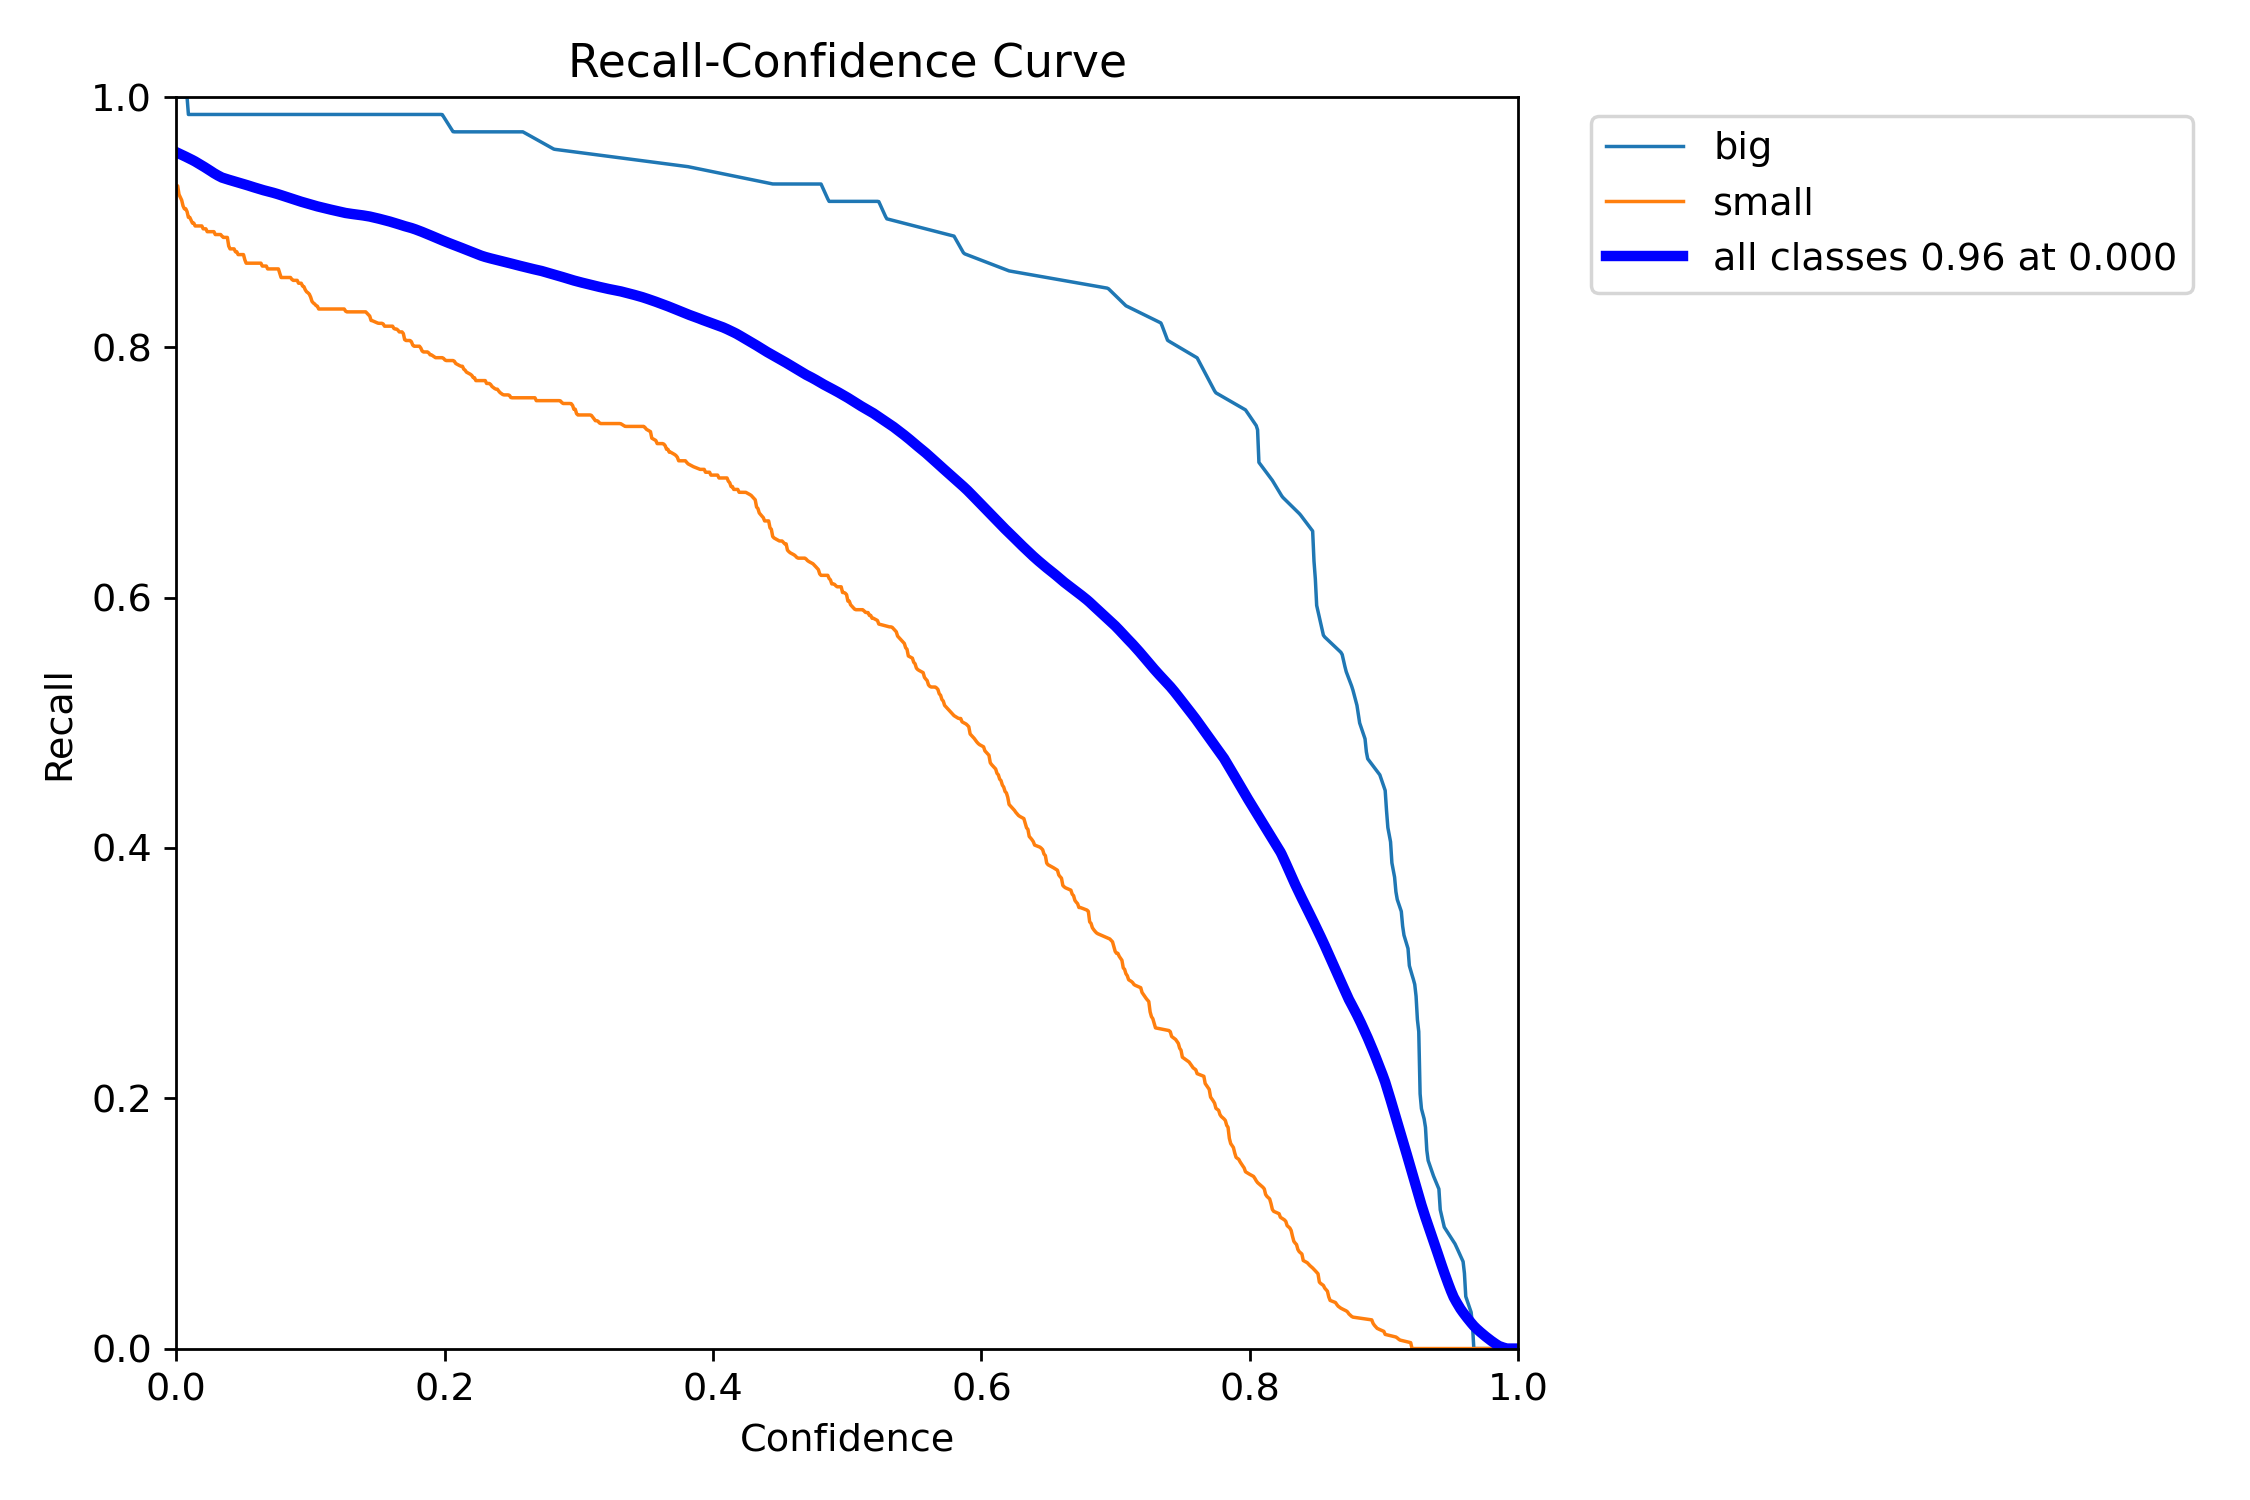 Recall-Confidence Curve
1.0
0.8
0.6
0.4
0.2
0.0
Recall
0.0 0.2 0.4 0.6 0.8 1.0
Confidence
big
small
all classes 0.96 at 0.000